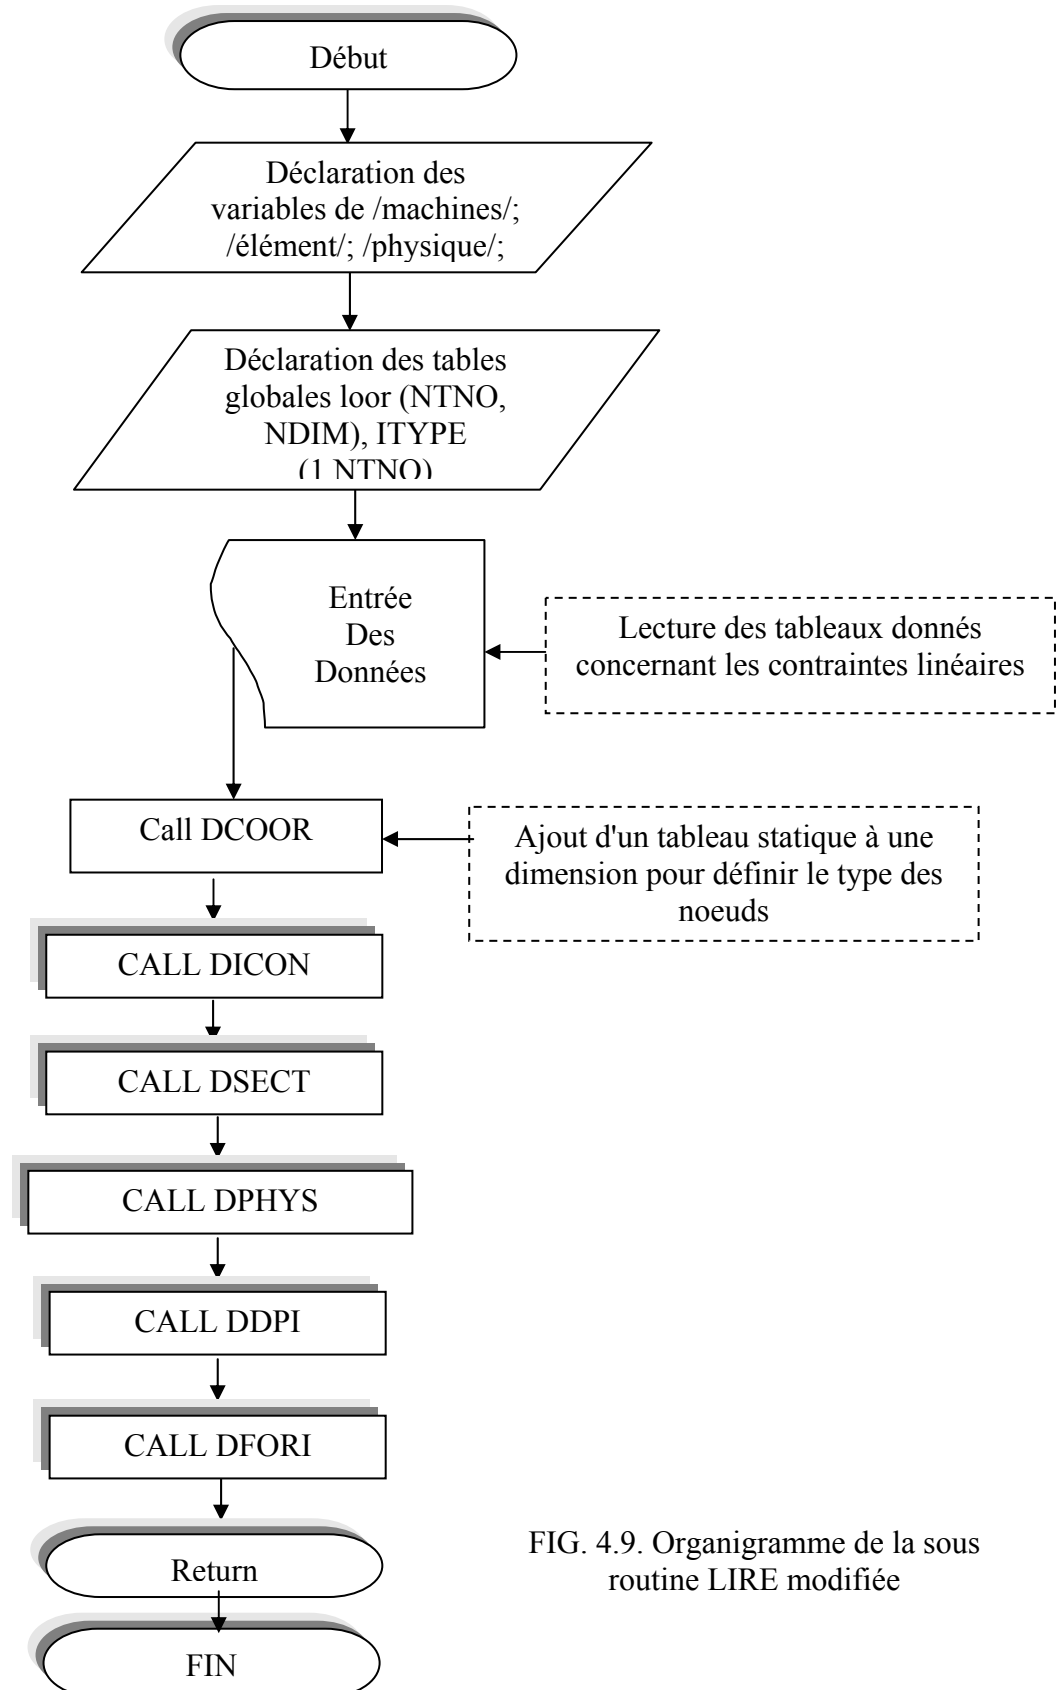 Début
Déclaration des
variables de /machines/;
/élément/; /physique/;
Déclaration des tables
globales loor (NTNO,
NDIM), ITYPE
(1 NTNO)
Entrée
Des
Données
Lecture des tableaux donnés
concernant les contraintes linéaires
Call DCOOR
Ajout d'un tableau statique à une
dimension pour définir le type des
noeuds
CALL DICON
CALL DSECT
CALL DPHYS
CALL DDPI
CALL DFORI
Return
FIN
FIG. 4.9. Organigramme de la sous
routine LIRE modifiée